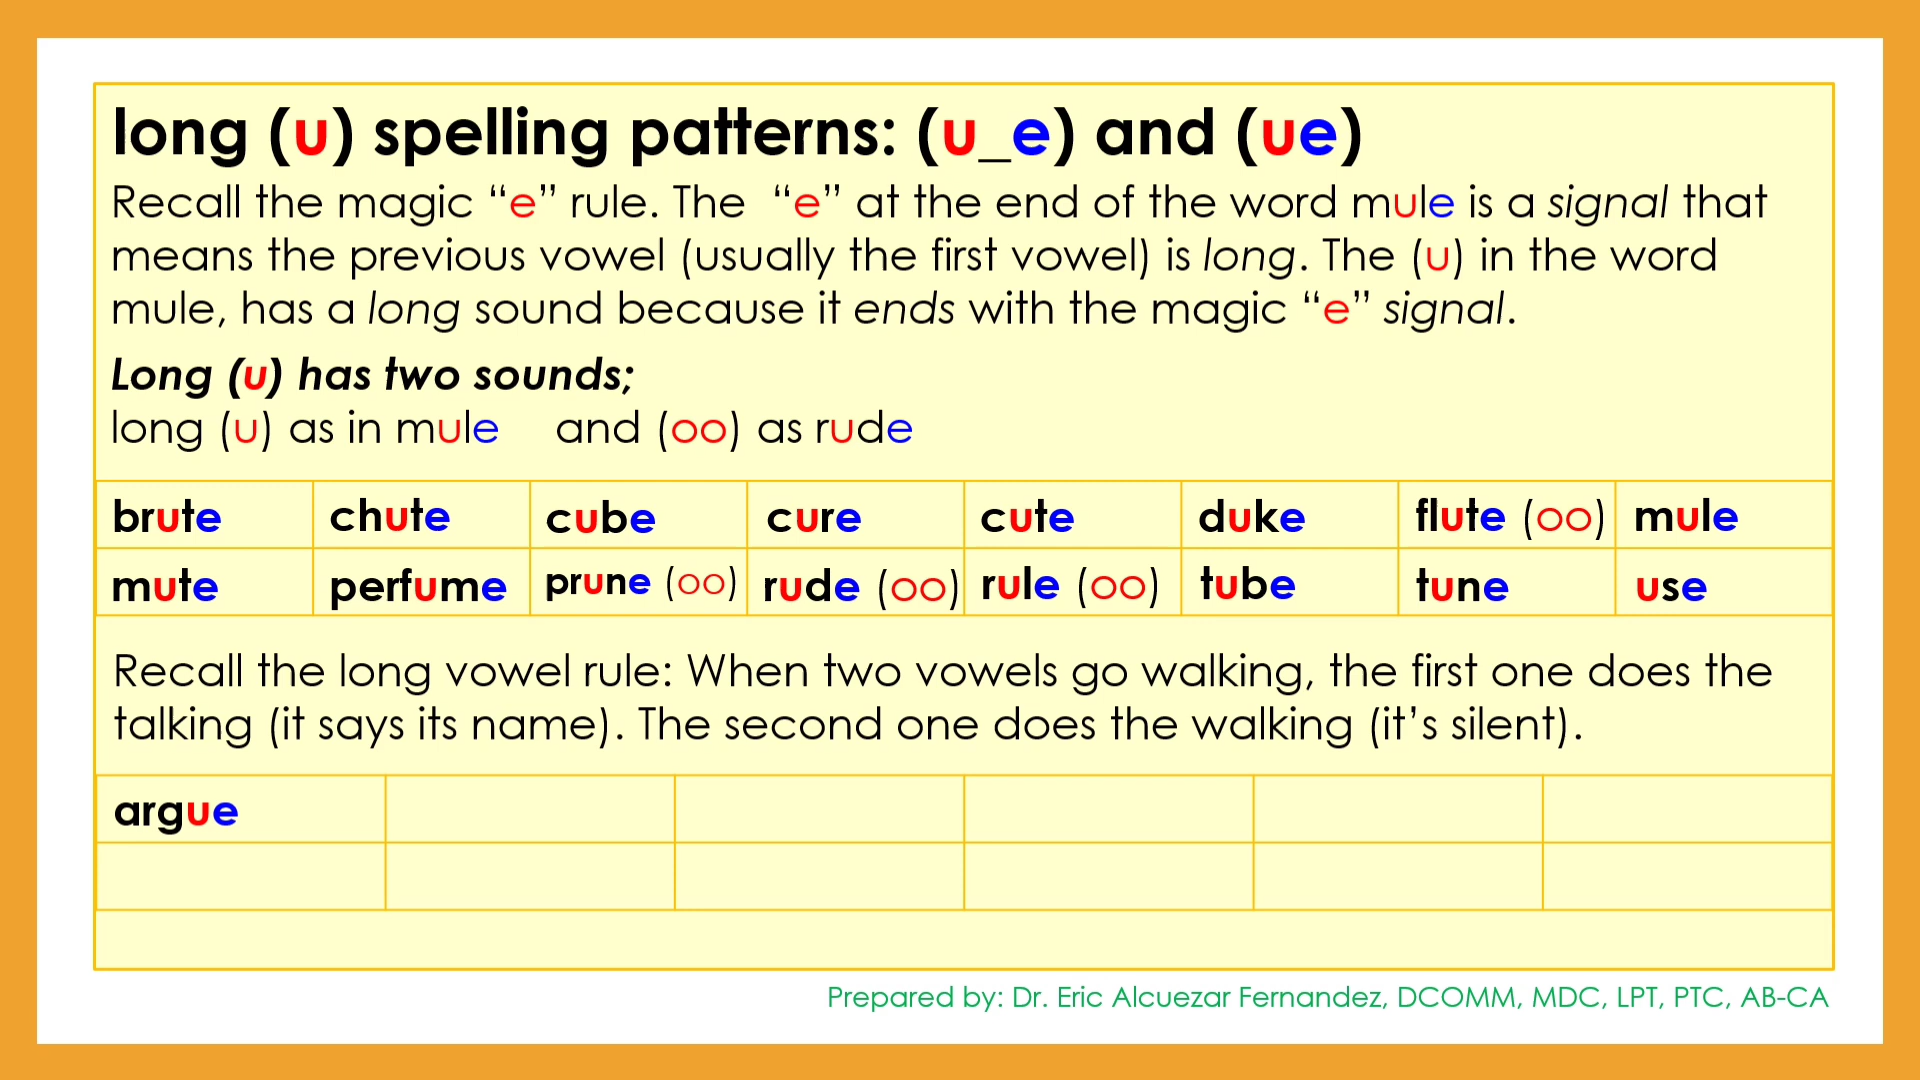 long (u) spelling patterns: (u_e) and (ue)
Recall the magic “e” rule. The  “e” at the end of the word mule is a signal that
means the previous vowel (usually the first vowel) is long. The (u) in the word
mule, has a long sound because it ends with the magic “e” signal.
Long (u) has two sounds;
long (u) as in mule    and (oo) as rude
brute chute cube cure cute duke flute (oo) mule
mute perfume prune (oo) rude (oo) rule (oo) tube tune use
Recall the long vowel rule: When two vowels go walking, the first one does the
talking (it says its name). The second one does the walking (it’s silent).
argue
Prepared by: Dr. Eric Alcuezar Fernandez, DCOMM, MDC, LPT, PTC, AB-CA